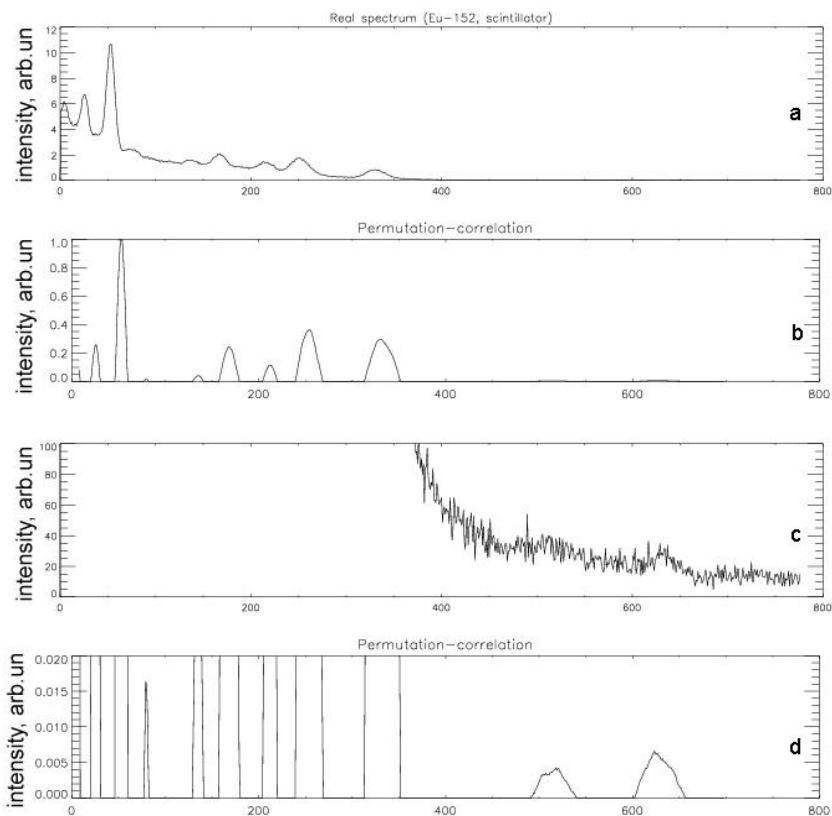 Real spectrum (Eu-152, scintillator)
intensity, arb.un
12
10
8
6
4
2
0
a
0 200 400 600 800
Permutation-correlation
intensity, arb.un
1.0
0.8
0.6
0.4
0.2
0.0
b
0 200 400 600 800
intensity, arb.un
100
80
60
40
20
0
c
0 200 400 600 800
Permutation-correlation
intensity, arb.un
0.020
0.015
0.010
0.005
0.000
d
0 200 400 600 800